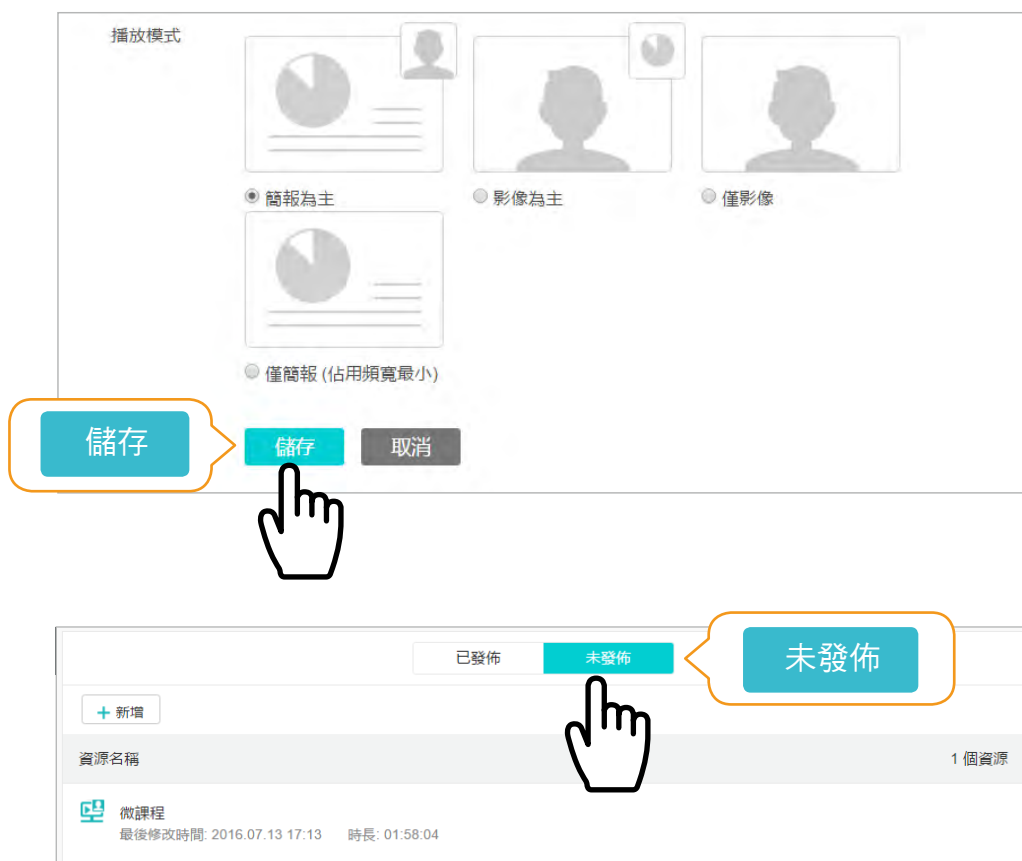 播放模式
簡報為主
影像為主
僅影像
僅簡報 (佔用頻寬最小)
儲存
儲存
取消
已發佈
未發佈
未發佈
+ 新增
資源名稱
1 個資源
微課程
最後修改時間: 2016.07.13 17:13 時長: 01:58:04